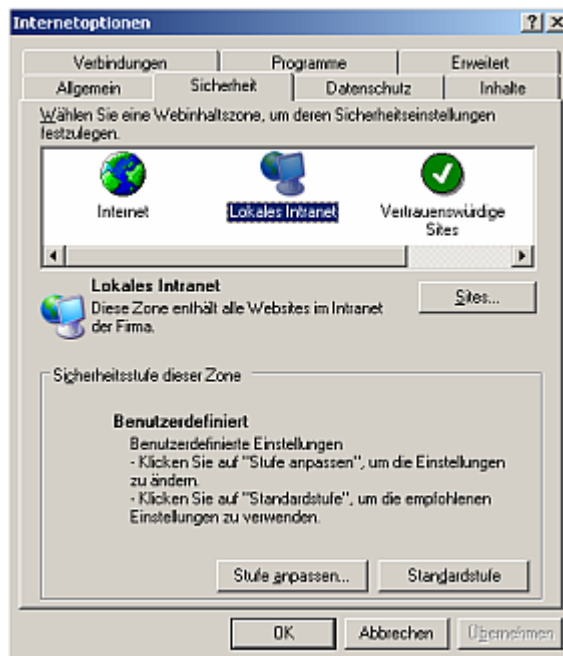 Internetoptionen
Verbindungen Programme Erweitert
Allgemein Sicherheit Datenschutz Inhalte
Wählen Sie eine Webinhaltszone, um deren Sicherheitseinstellungen
festzulegen.
Internet Lokales Intranet Vertrauenswürdige
Sites
Lokales Intranet
Diese Zone enthält alle Websites im Intranet
der Firma.
Sites...
Sicherheitsstufe dieser Zone
Benutzerdefiniert
Benutzerdefinierte Einstellungen
- Klicken Sie auf "Stufe anpassen", um die Einstellungen
zu ändern.
- Klicken Sie auf "Standardstufe", um die empfohlenen
Einstellungen zu verwenden.
Stufe anpassen... Standardstufe
OK Abbrechen Übernehmen